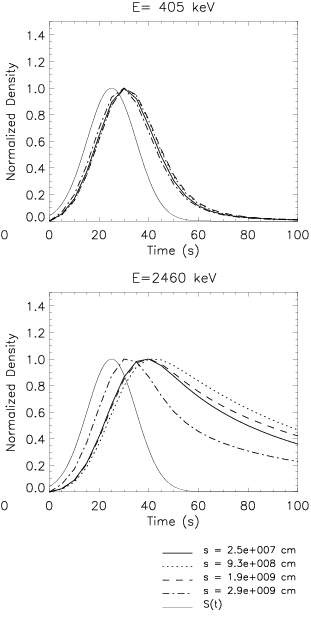 E= 405 keV
Normalized Density
1.4
1.2
1.0
0.8
0.6
0.4
0.2
0.0
0
0 20 40 60 80 100
Time (s)
E=2460 keV
Normalized Density
1.4
1.2
1.0
0.8
0.6
0.4
0.2
0.0
0
0 20 40 60 80 100
Time (s)
s = 2.5e+007 cm
s = 9.3e+008 cm
s = 1.9e+009 cm
s = 2.9e+009 cm
S(t)